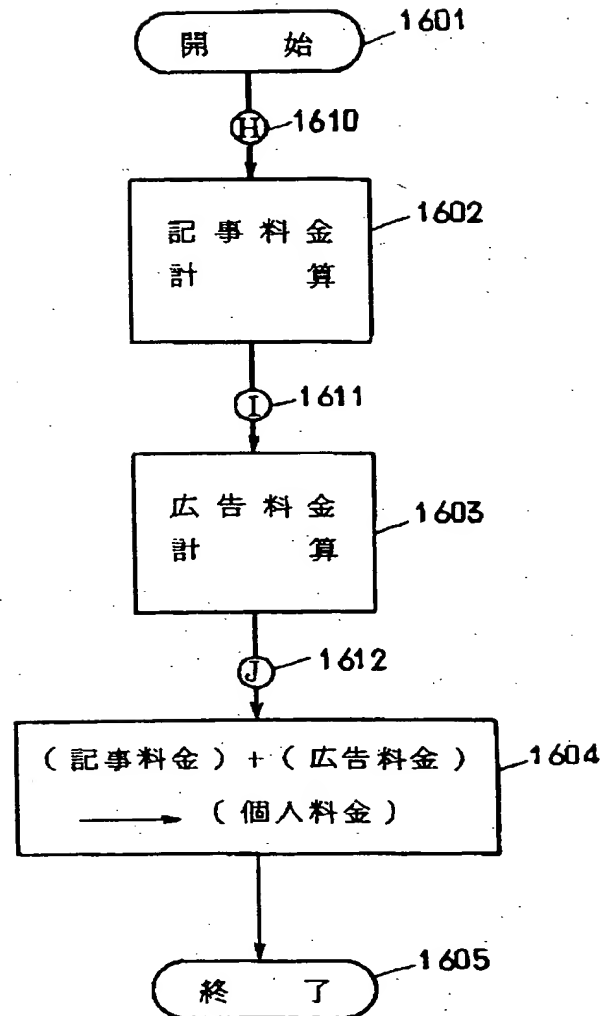 開始 1601
H 1610
記事料金 1602
計算
I 1611
広告料金 1603
計算
J 1612
(記事料金)+(広告料金) 1604
→(個人料金)
終了 1605